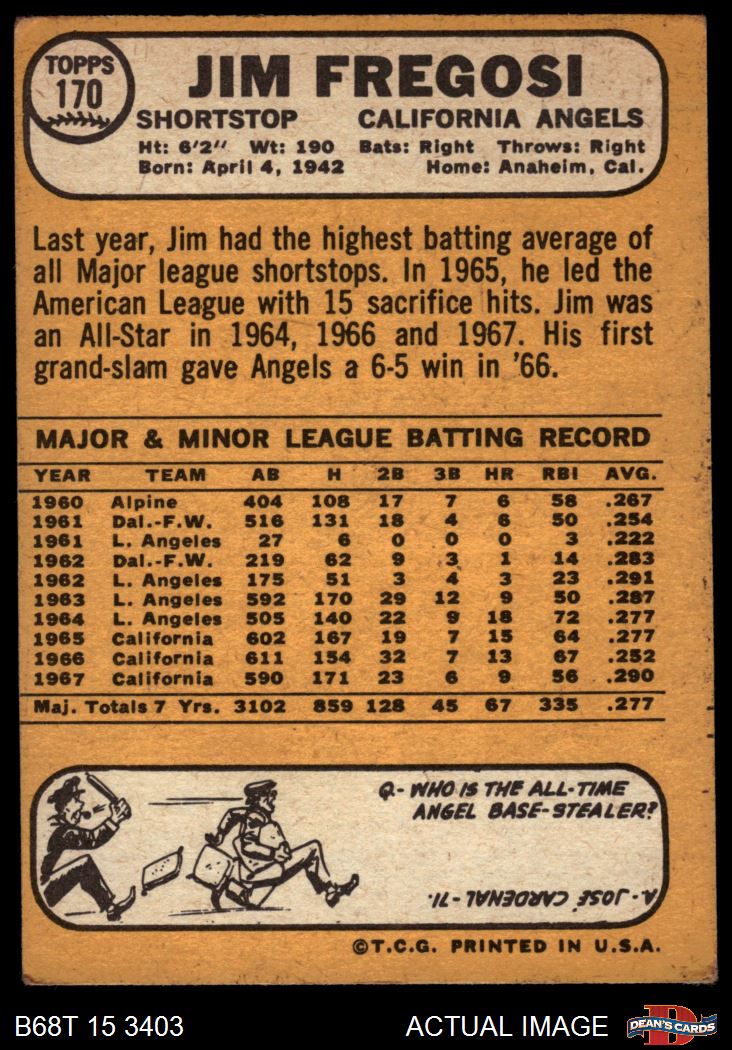 TOPPS
170
JIM FREGOSI
SHORTSTOP CALIFORNIA ANGELS
Ht: 6'2" Wt: 190 Bats: Right Throws: Right
Born: April 4, 1942 Home: Anaheim, Cal.
Last year, Jim had the highest batting average of
all Major league shortstops. In 1965, he led the
American League with 15 sacrifice hits. Jim was
an All-Star in 1964, 1966 and 1967. His first
grand-slam gave Angels a 6-5 win in '66.
MAJOR & MINOR LEAGUE BATTING RECORD
YEAR TEAM AB H 2B 3B HR RBI AVG.
1960 Alpine 404 108 17 7 6 58 .267
1961 Dal.-F.W. 516 131 18 4 6 50 .254
1961 L. Angeles 27 6 0 0 0 3 .222
1962 Dal.-F.W. 219 62 9 3 1 14 .283
1962 L. Angeles 175 51 3 4 3 23 .291
1963 L. Angeles 592 170 29 12 9 50 .287
1964 L. Angeles 505 140 22 9 18 72 .277
1965 California 602 167 19 7 15 64 .277
1966 California 611 154 32 7 13 67 .252
1967 California 590 171 23 6 9 56 .290
Maj. Totals 7 Yrs. 3102 859 128 45 67 335 .277
Q- WHO IS THE ALL-TIME
ANGEL BASE-STEALER?
A. JOSÉ CARDENAL - 71.
©T.C.G. PRINTED IN U.S.A.
B68T 15 3403 ACTUAL IMAGE
D
DEAN'S CARDS